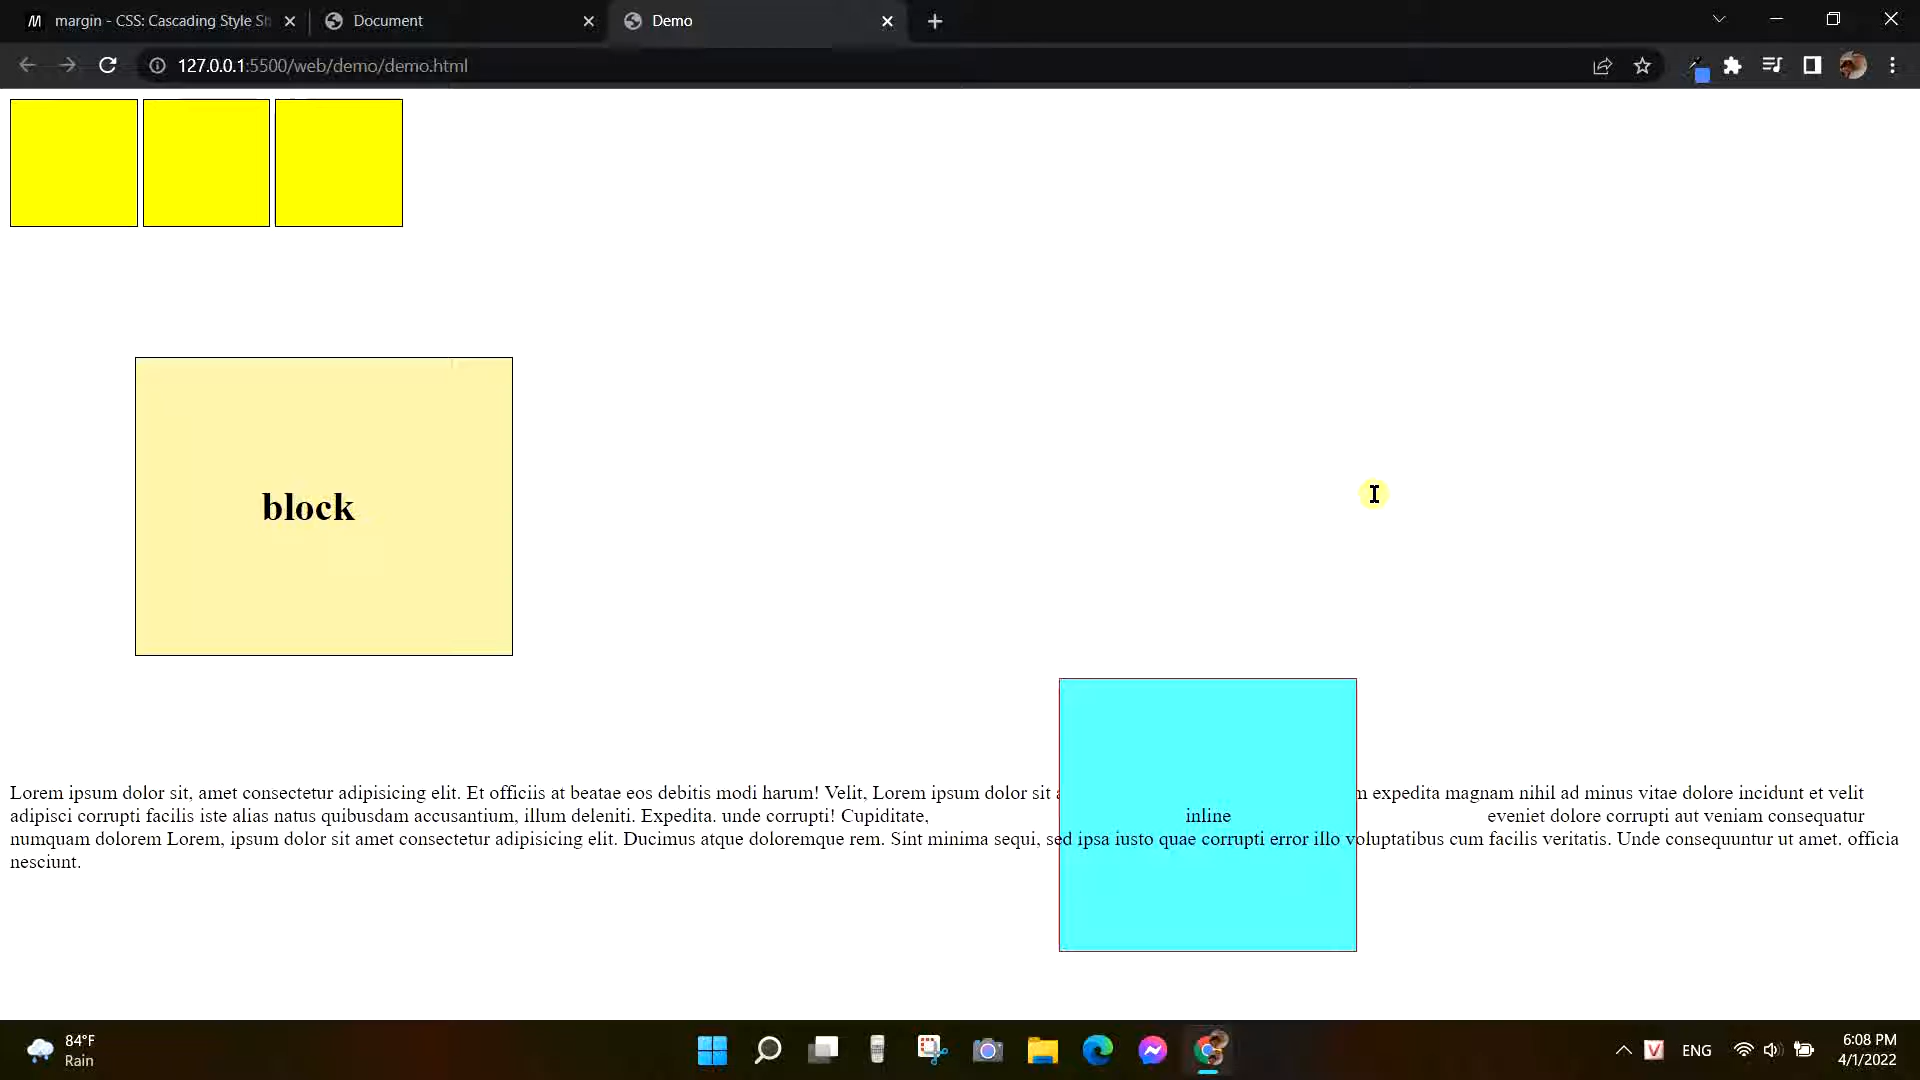 margin - CSS: Cascading Style Sh
Document
Demo
127.0.0.1:5500/web/demo/demo.html
block
Lorem ipsum dolor sit, amet consectetur adipisicing elit. Et officiis at beatae eos debitis modi harum! Velit, Lorem ipsum dolor sit a m expedita magnam nihil ad minus vitae dolore incidunt et velit
adipisci corrupti facilis iste alias natus quibusdam accusantium, illum deleniti. Expedita. unde corrupti! Cupiditate, inline eveniet dolore corrupti aut veniam consequatur
numquam dolorem Lorem, ipsum dolor sit amet consectetur adipisicing elit. Ducimus atque doloremque rem. Sint minima sequi, sed ipsa iusto quae corrupti error illo voluptatibus cum facilis veritatis. Unde consequuntur ut amet. officia
nesciunt.
84°F
Rain
V
ENG
6:08 PM
4/1/2022